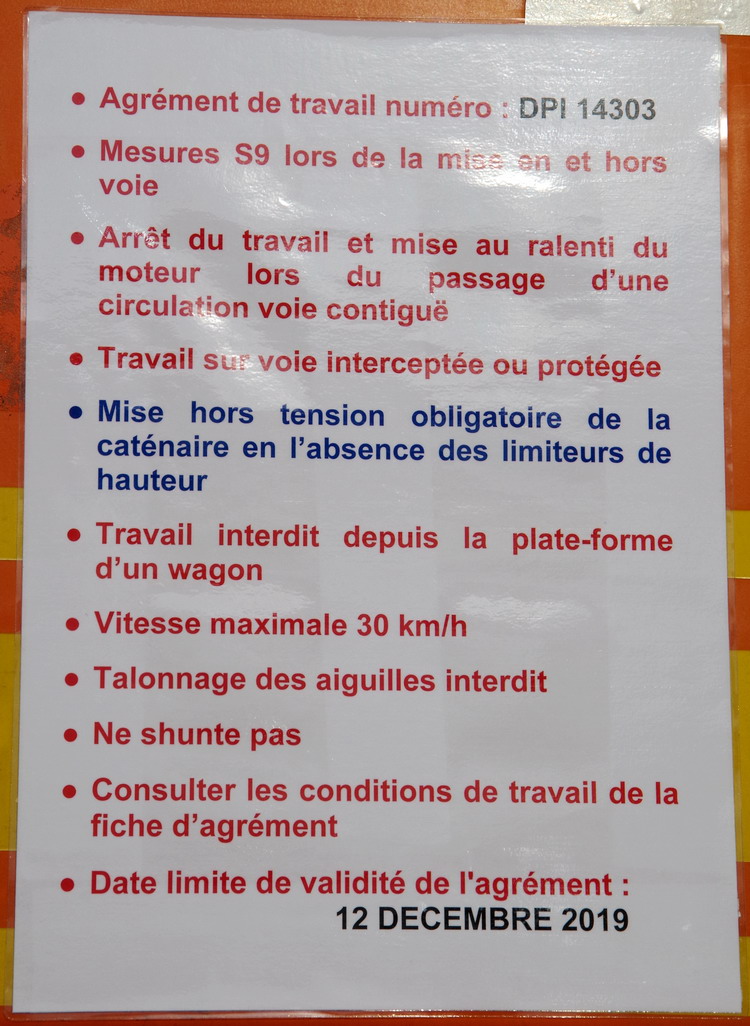 • Agrément de travail numéro : DPI 14303
• Mesures S9 lors de la mise en et hors
voie
• Arrêt du travail et mise au ralenti du
moteur lors du passage d’une
circulation voie contiguë
• Travail sur voie interceptée ou protégée
• Mise hors tension obligatoire de la
caténaire en l’absence des limiteurs de
hauteur
• Travail interdit depuis la plate-forme
d’un wagon
• Vitesse maximale 30 km/h
• Talonnage des aiguilles interdit
• Ne shunte pas
• Consulter les conditions de travail de la
fiche d’agrément
• Date limite de validité de l'agrément :
12 DECEMBRE 2019